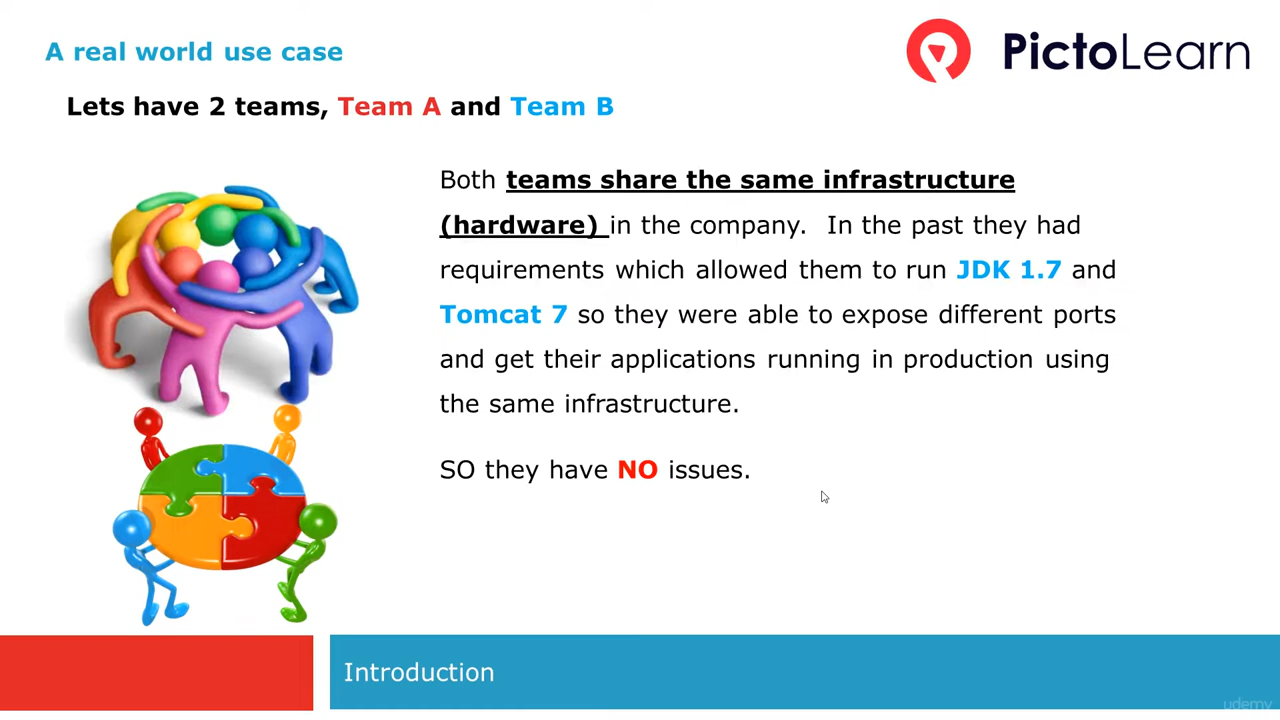 A real world use case
PictoLearn
Lets have 2 teams, Team A and Team B
Both teams share the same infrastructure
(hardware) in the company. In the past they had
requirements which allowed them to run JDK 1.7 and
Tomcat 7 so they were able to expose different ports
and get their applications running in production using
the same infrastructure.
SO they have NO issues.
Introduction
udemy